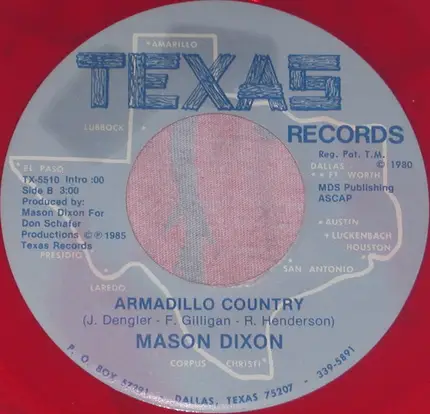 AMARILLO
TEXAS
RECORDS
LUBBOCK
Reg. Pat. T.M.
© 1980
EL PASO
DALLAS
FT WORTH
TX-5510 Intro :00
Side B 3:00
Produced by:
Mason Dixon For
Don Schafer
Productions ©℗1985
Texas Records
MDS Publishing
ASCAP
AUSTIN
LUCKENBACH
HOUSTON
PRESIDIO
SAN ANTONIO
LAREDO
ARMADILLO COUNTRY
(J. Dengler - F. Gilligan - R. Henderson)
MASON DIXON
CORPUS CHRISTI
P. O. BOX - DALLAS, TEXAS 75207 - 339-5891